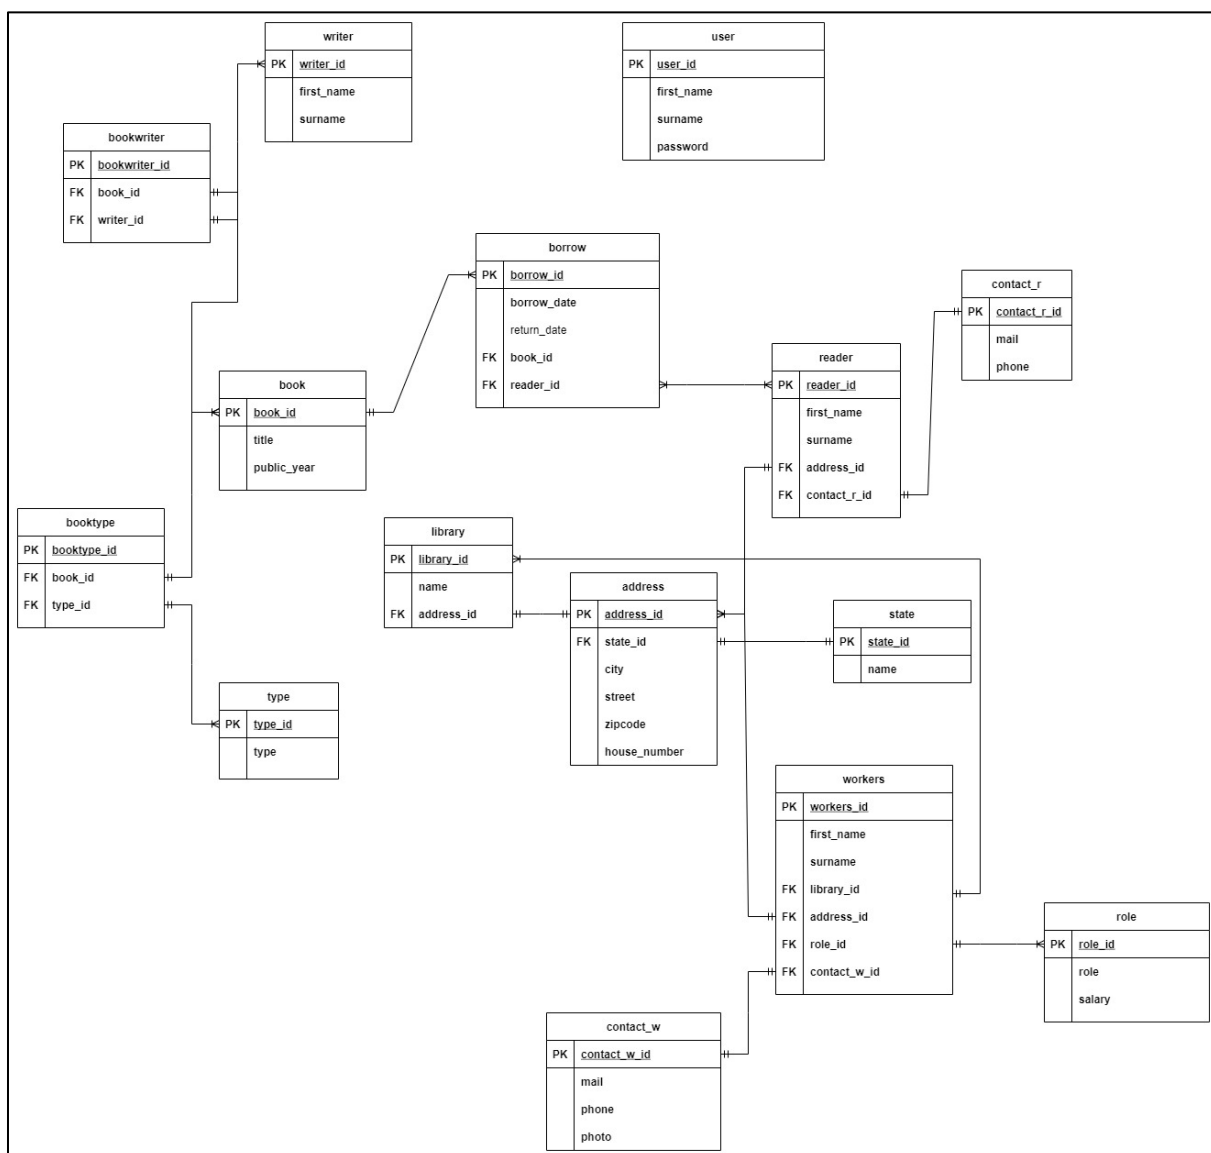 writer
PK writer_id
first_name
surname
user
PK user_id
first_name
surname
password
bookwriter
PK bookwriter_id
FK book_id
FK writer_id
borrow
PK borrow_id
borrow_date
return_date
FK book_id
FK reader_id
contact_r
PK contact_r_id
mail
phone
reader
PK reader_id
first_name
surname
FK address_id
FK contact_r_id
book
PK book_id
title
public_year
booktype
PK booktype_id
FK book_id
FK type_id
library
PK library_id
name
FK address_id
address
PK address_id
FK state_id
city
street
zipcode
house_number
state
PK state_id
name
type
PK type_id
type
workers
PK workers_id
first_name
surname
FK library_id
FK address_id
FK role_id
FK contact_w_id
role
PK role_id
role
salary
contact_w
PK contact_w_id
mail
phone
photo